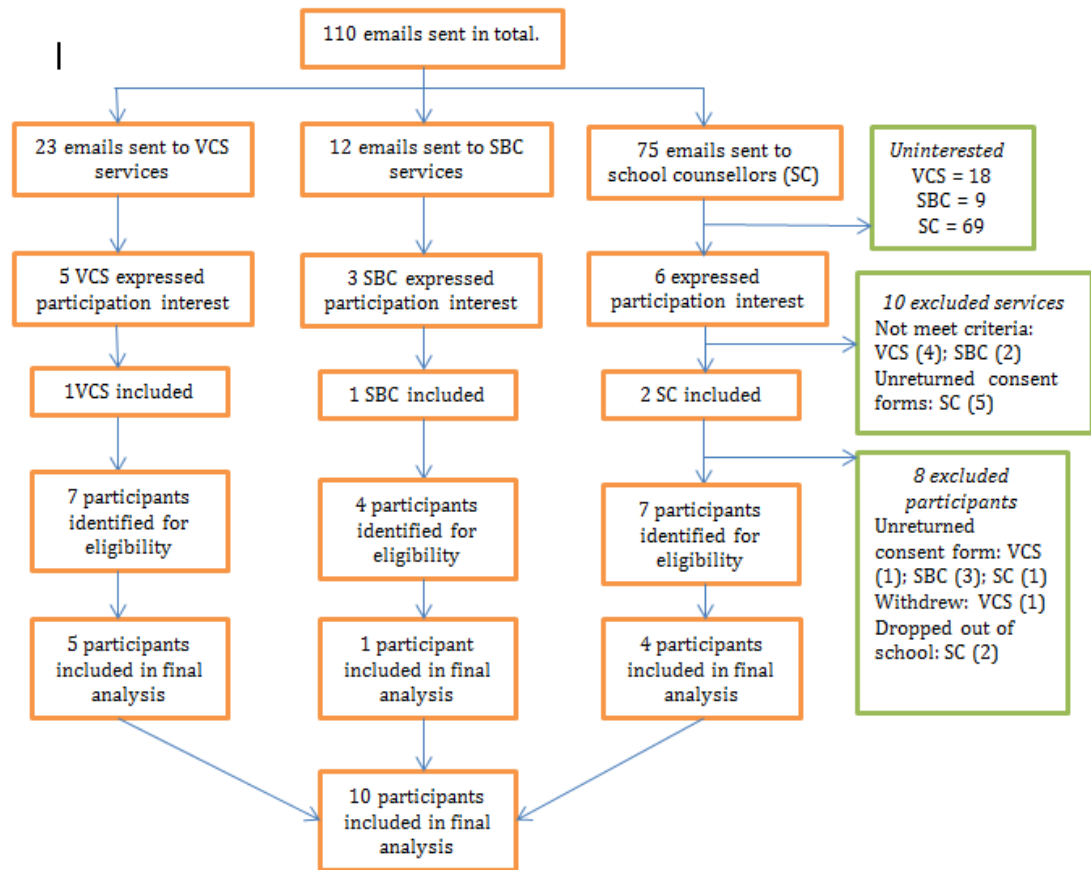 110 emails sent in total.
23 emails sent to VCS
services
12 emails sent to SBC
services
75 emails sent to
school counsellors (SC)
Uninterested
VCS = 18
SBC = 9
SC = 69
5 VCS expressed
participation interest
3 SBC expressed
participation interest
6 expressed
participation interest
10 excluded services
Not meet criteria:
VCS (4); SBC (2)
Unreturned consent
forms: SC (5)
1VCS included
1 SBC included
2 SC included
7 participants
identified for
eligibility
4 participants
identified for
eligibility
7 participants
identified for
eligibility
8 excluded
participants
Unreturned
consent form: VCS
(1); SBC (3); SC (1)
Withdrew: VCS (1)
Dropped out of
school: SC (2)
5 participants
included in final
analysis
1 participant
included in final
analysis
4 participants
included in final
analysis
10 participants
included in final
analysis